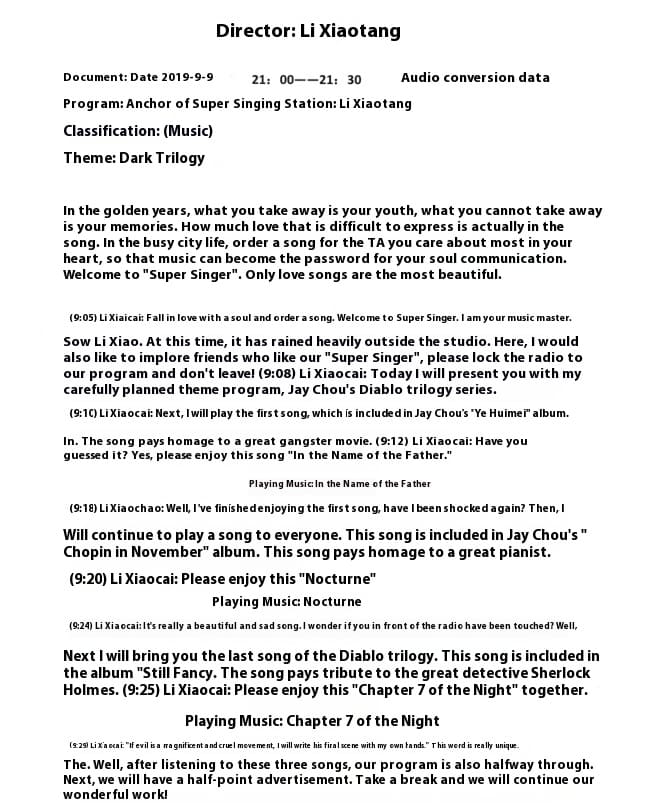 Director: Li Xiaotang
Document: Date 2019-9-9 21：00——21：30 Audio conversion data
Program: Anchor of Super Singing Station: Li Xiaotang
Classification: (Music)
Theme: Dark Trilogy
In the golden years, what you take away is your youth, what you cannot take away
is your memories. How much love that is difficult to express is actually in the
song. In the busy city life, order a song for the TA you care about most in your
heart, so that music can become the password for your soul communication.
Welcome to "Super Singer". Only love songs are the most beautiful.
(9:05) Li Xiaicai: Fall in love with a soul and order a song. Welcome to Super Singer. I am your music master.
Sow Li Xiao. At this time, it has rained heavily outside the studio. Here, I would
also like to implore friends who like our "Super Singer", please lock the radio to
our program and don't leave! (9:08) Li Xiaocai: Today I will present you with my
carefully planned theme program, Jay Chou's Diablo trilogy series.
(9:10) Li Xiaocai: Next, I will play the first song, which is included in Jay Chou's "Ye Huimei" album.
In. The song pays homage to a great gangster movie. (9:12) Li Xiaocai: Have you
guessed it? Yes, please enjoy this song "In the Name of the Father."
Playing Music: In the Name of the Father
(9:18) Li Xiaochao: Well, I've finished enjoying the first song, have I been shocked again? Then, I
Will continue to play a song to everyone. This song is included in Jay Chou's "
Chopin in November" album. This song pays homage to a great pianist.
(9:20) Li Xiaocai: Please enjoy this "Nocturne"
Playing Music: Nocturne
(9:24) Li Xiaocai: It's really a beautiful and sad song. I wonder if you in front of the radio have been touched? Well,
Next I will bring you the last song of the Diablo trilogy. This song is included in
the album "Still Fancy. The song pays tribute to the great detective Sherlock
Holmes. (9:25) Li Xiaocai: Please enjoy this "Chapter 7 of the Night" together.
Playing Music: Chapter 7 of the Night
(9:29) Li Xiaocai: "If evil is a magnificent and cruel movement, I will write his final scene with my own hands." This word is really unique.
The. Well, after listening to these three songs, our program is also halfway through.
Next, we will have a half-point advertisement. Take a break and we will continue our
wonderful work!